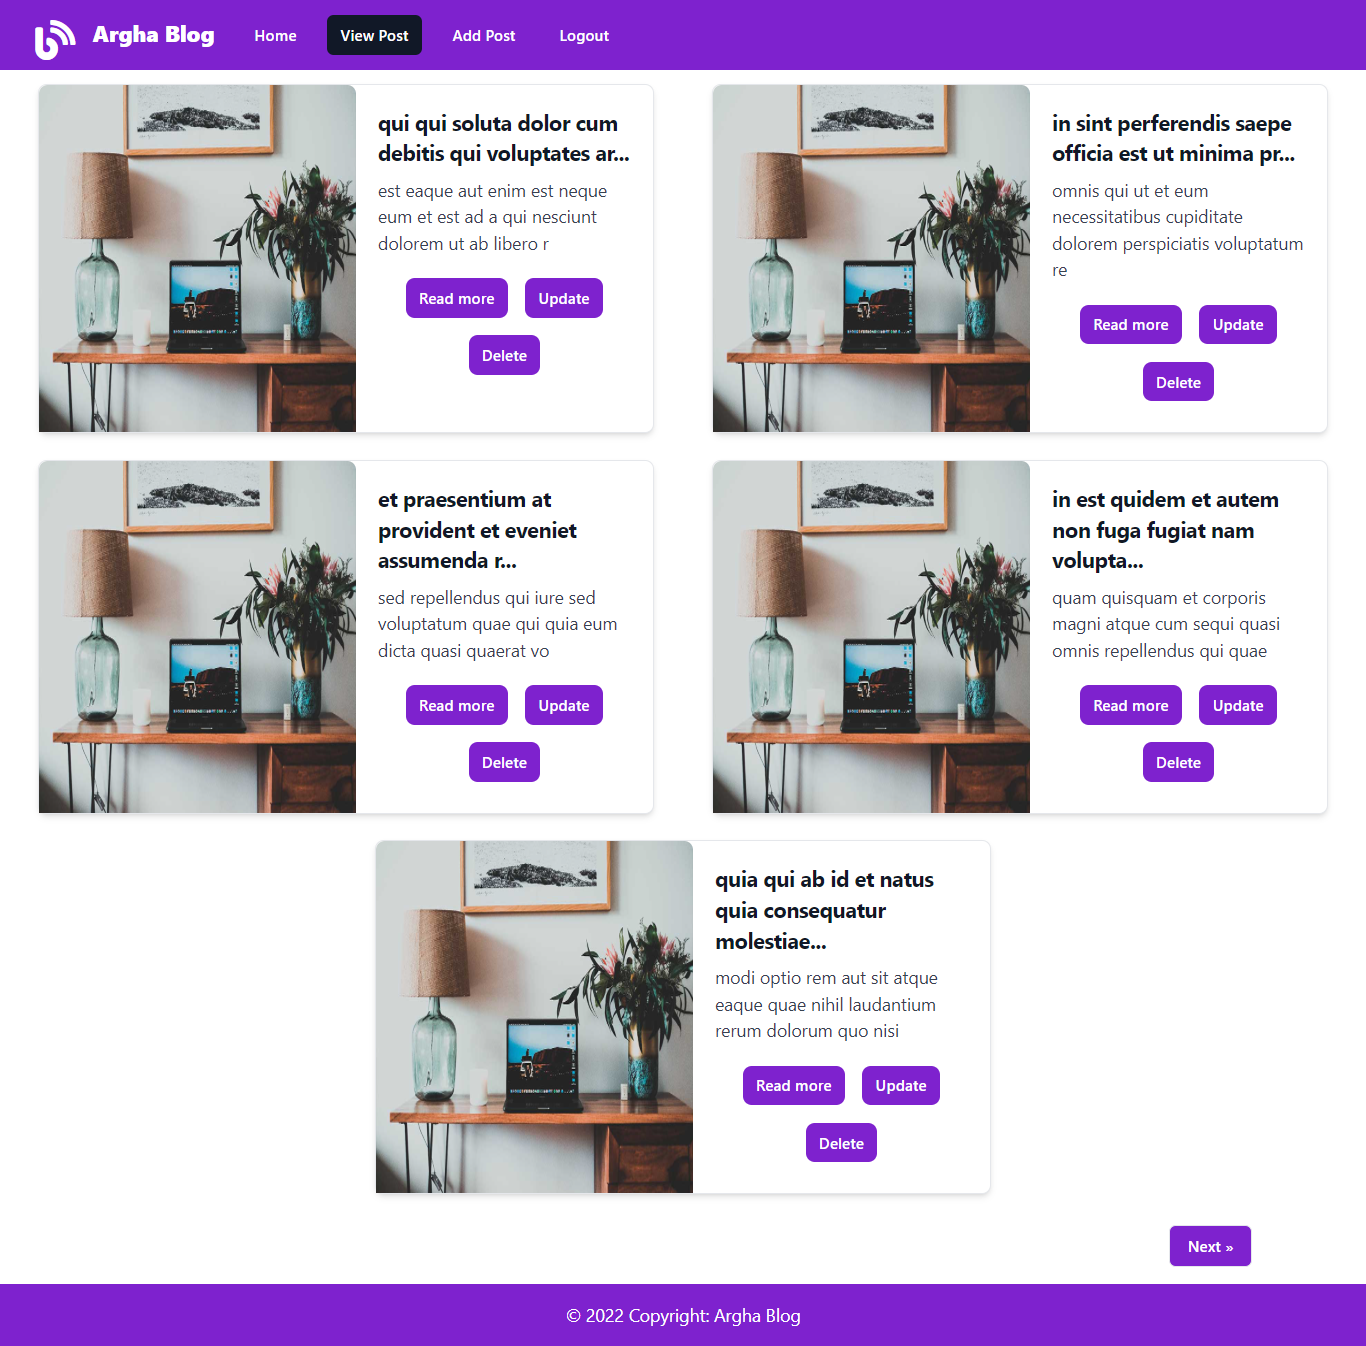 Argha Blog
Home
View Post
Add Post
Logout
qui qui soluta dolor cum
debitis qui voluptates ar...
est eaque aut enim est neque
eum et est ad a qui nesciunt
dolorem ut ab libero r
Read more
Update
Delete
in sint perferendis saepe
officia est ut minima pr...
omnis qui ut et eum
necessitatibus cupiditate
dolorem perspiciatis voluptatum
re
Read more
Update
Delete
et praesentium at
provident et eveniet
assumenda r...
sed repellendus qui iure sed
voluptatum quae qui quia eum
dicta quasi quaerat vo
Read more
Update
Delete
in est quidem et autem
non fuga fugiat nam
volupta...
quam quisquam et corporis
magni atque cum sequi quasi
omnis repellendus qui quae
Read more
Update
Delete
quia qui ab id et natus
quia consequatur
molestiae...
modi optio rem aut sit atque
eaque quae nihil laudantium
rerum dolorum quo nisi
Read more
Update
Delete
Next »
© 2022 Copyright: Argha Blog